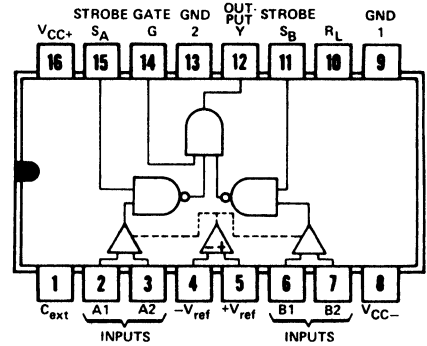 STROBE GATE GND OUT- STROBE GND
VCC+ SA G 2 PUT Y SB RL 1
16 15 14 13 12 11 10 9
- +
1 2 3 4 5 6 7 8
Cext A1 A2 -Vref +Vref B1 B2 VCC-
INPUTS INPUTS